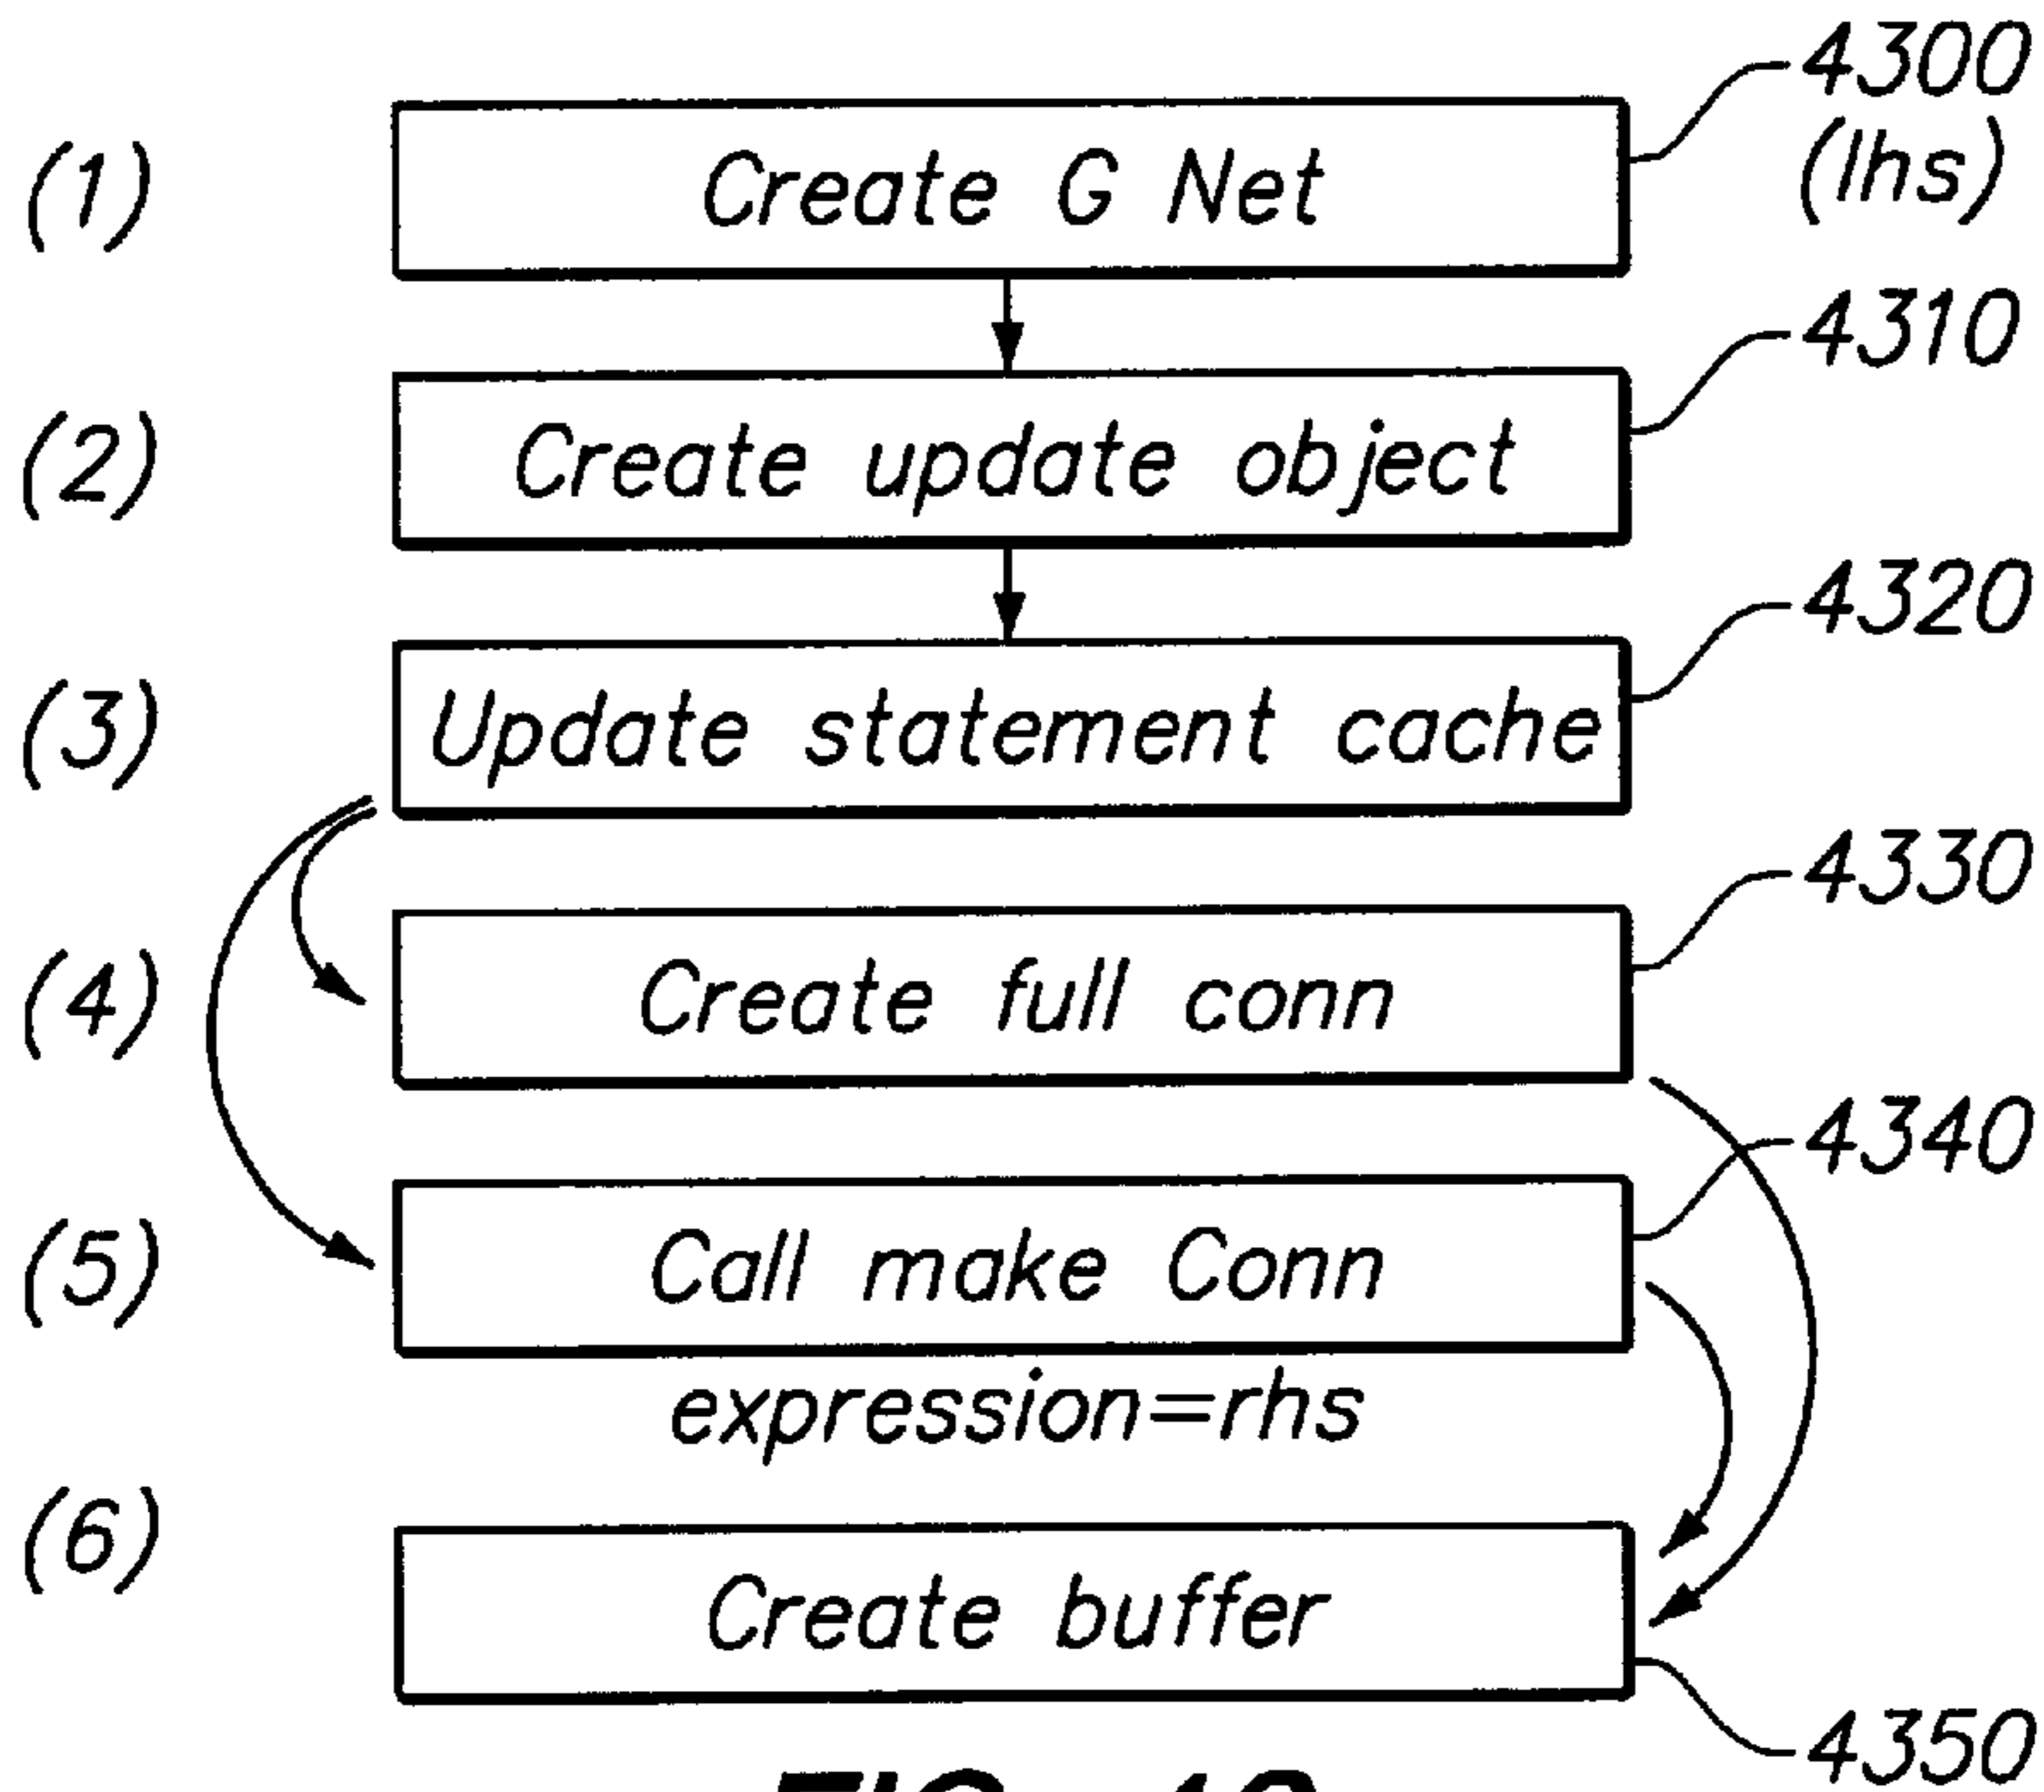 4300
(1) Create G Net (lhs)
4310
(2) Create update object
4320
(3) Update statement cache
4330
(4) Create full conn
4340
(5) Call make Conn
expression=rhs
(6) Create buffer
4350